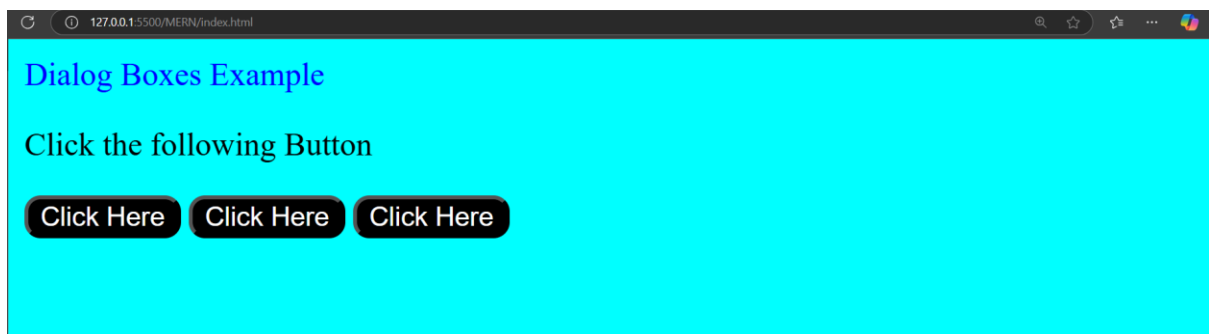 127.0.0.1:5500/MERN/index.html
Dialog Boxes Example
Click the following Button
Click Here Click Here Click Here